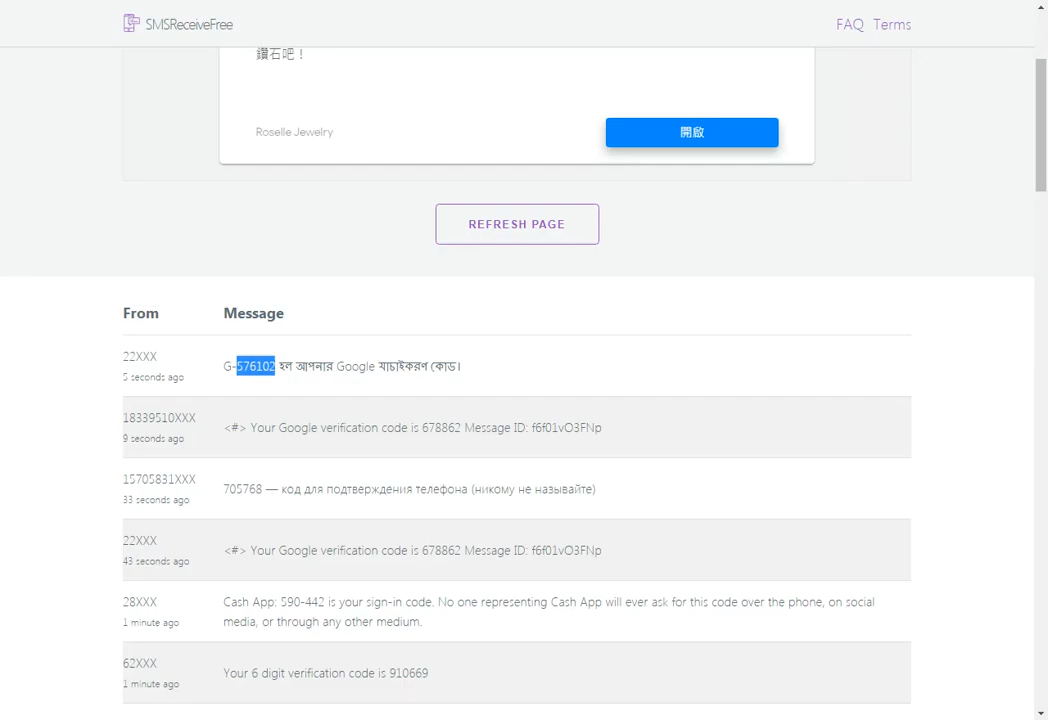 SMSReceiveFree
FAQ Terms
鑽石吧！
Roselle Jewelry
開啟
REFRESH PAGE
From Message
22XXX
G-576102 হল আপনার Google যাচাইকরণ কোড।
5 seconds ago
18339510XXX
<#> Your Google verification code is 678862 Message ID: f6f01vO3FNp
9 seconds ago
15705831XXX
705768 — код для подтверждения телефона (никому не называйте)
33 seconds ago
22XXX
<#> Your Google verification code is 678862 Message ID: f6f01vO3FNp
43 seconds ago
28XXX
Cash App: 590-442 is your sign-in code. No one representing Cash App will ever ask for this code over the phone, on social
media, or through any other medium.
1 minute ago
62XXX
Your 6 digit verification code is 910669
1 minute ago